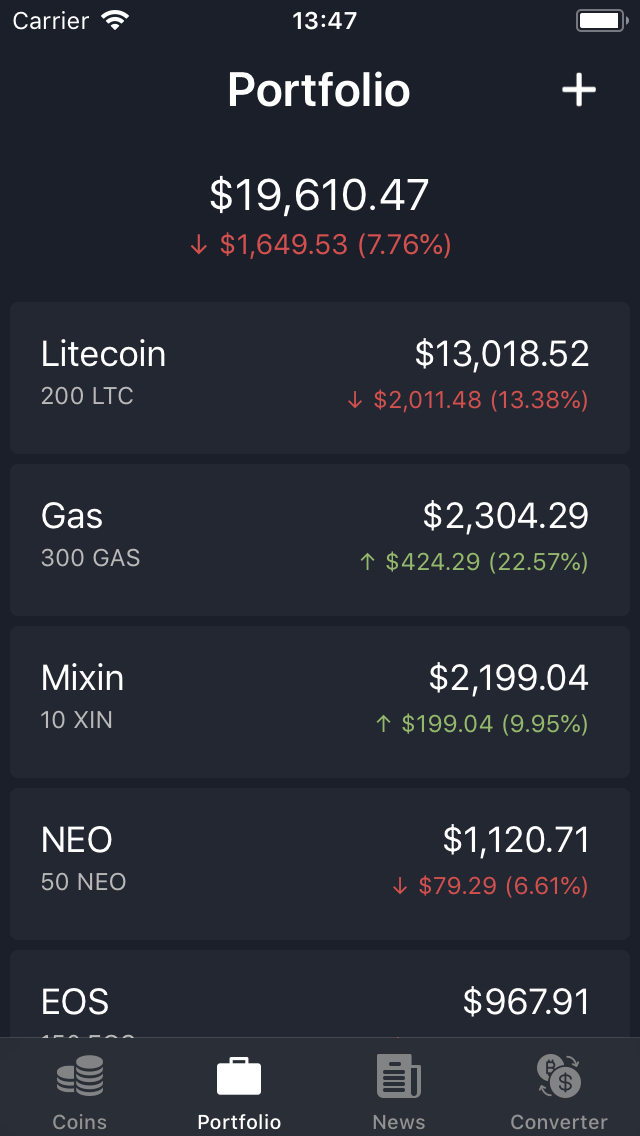 Carrier 13:47
Portfolio +
$19,610.47
↓ $1,649.53 (7.76%)
Litecoin $13,018.52
200 LTC ↓ $2,011.48 (13.38%)
Gas $2,304.29
300 GAS ↑ $424.29 (22.57%)
Mixin $2,199.04
10 XIN ↑ $199.04 (9.95%)
NEO $1,120.71
50 NEO ↓ $79.29 (6.61%)
EOS $967.91
Coins Portfolio News Converter